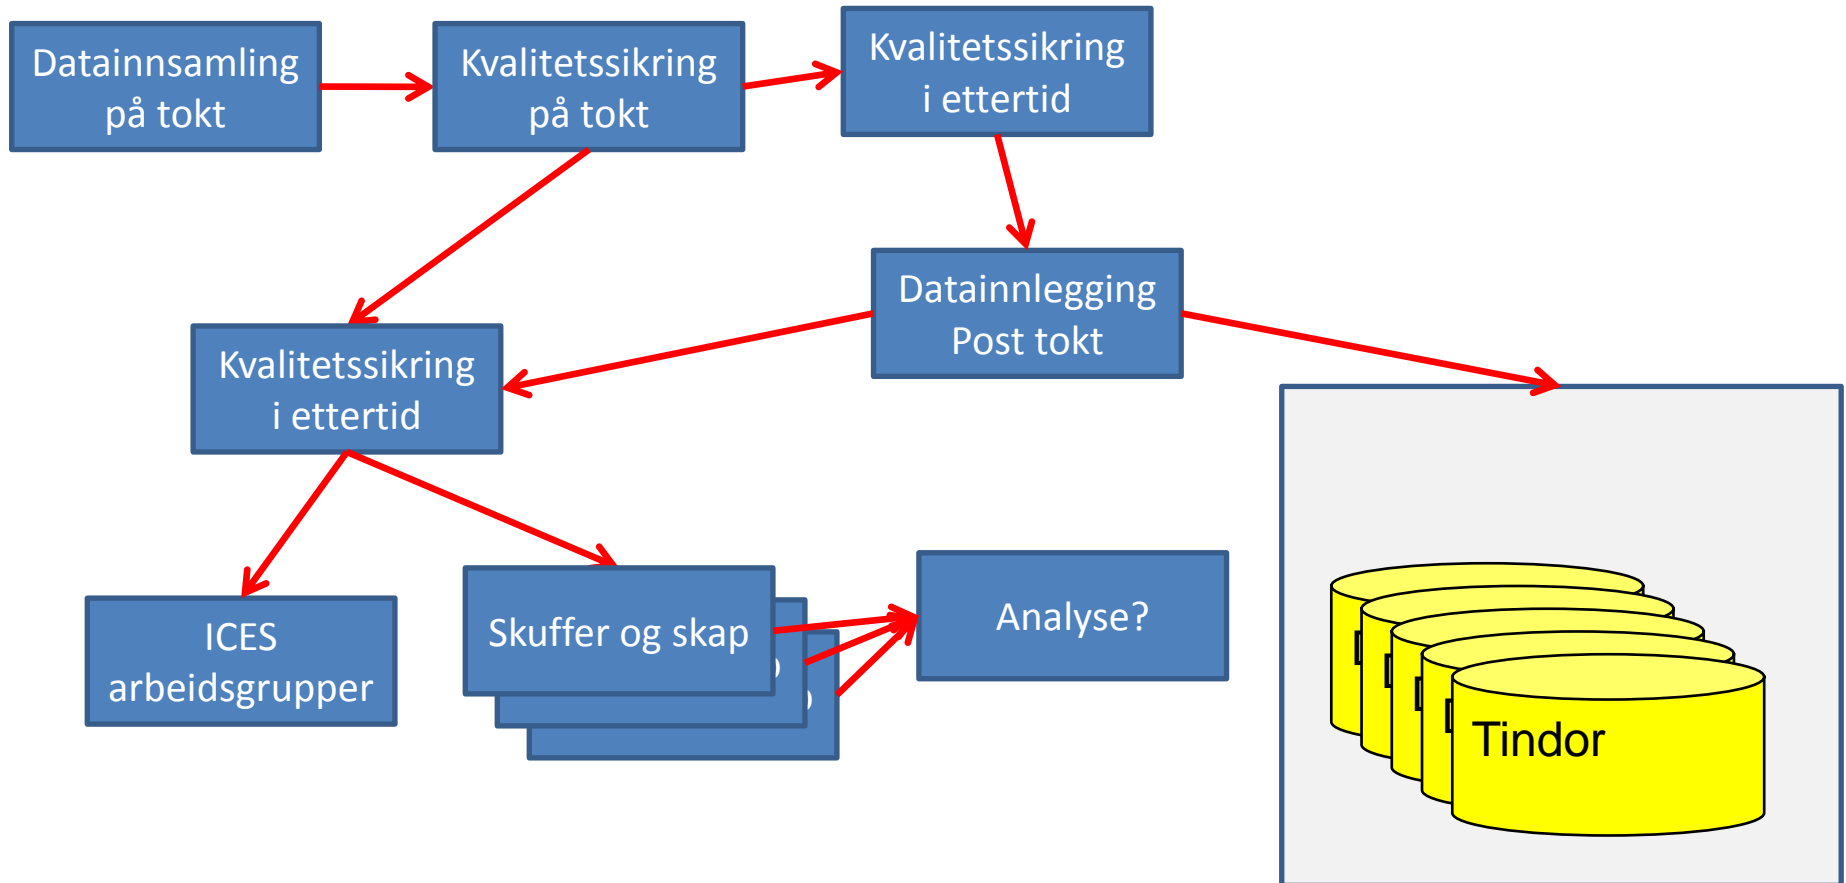 Datainnsamling
på tokt
Kvalitetssikring
på tokt
Kvalitetssikring
i ettertid
Datainnlegging
Post tokt
Kvalitetssikring
i ettertid
ICES
arbeidsgrupper
Skuffer og skap
Analyse?
Tindor